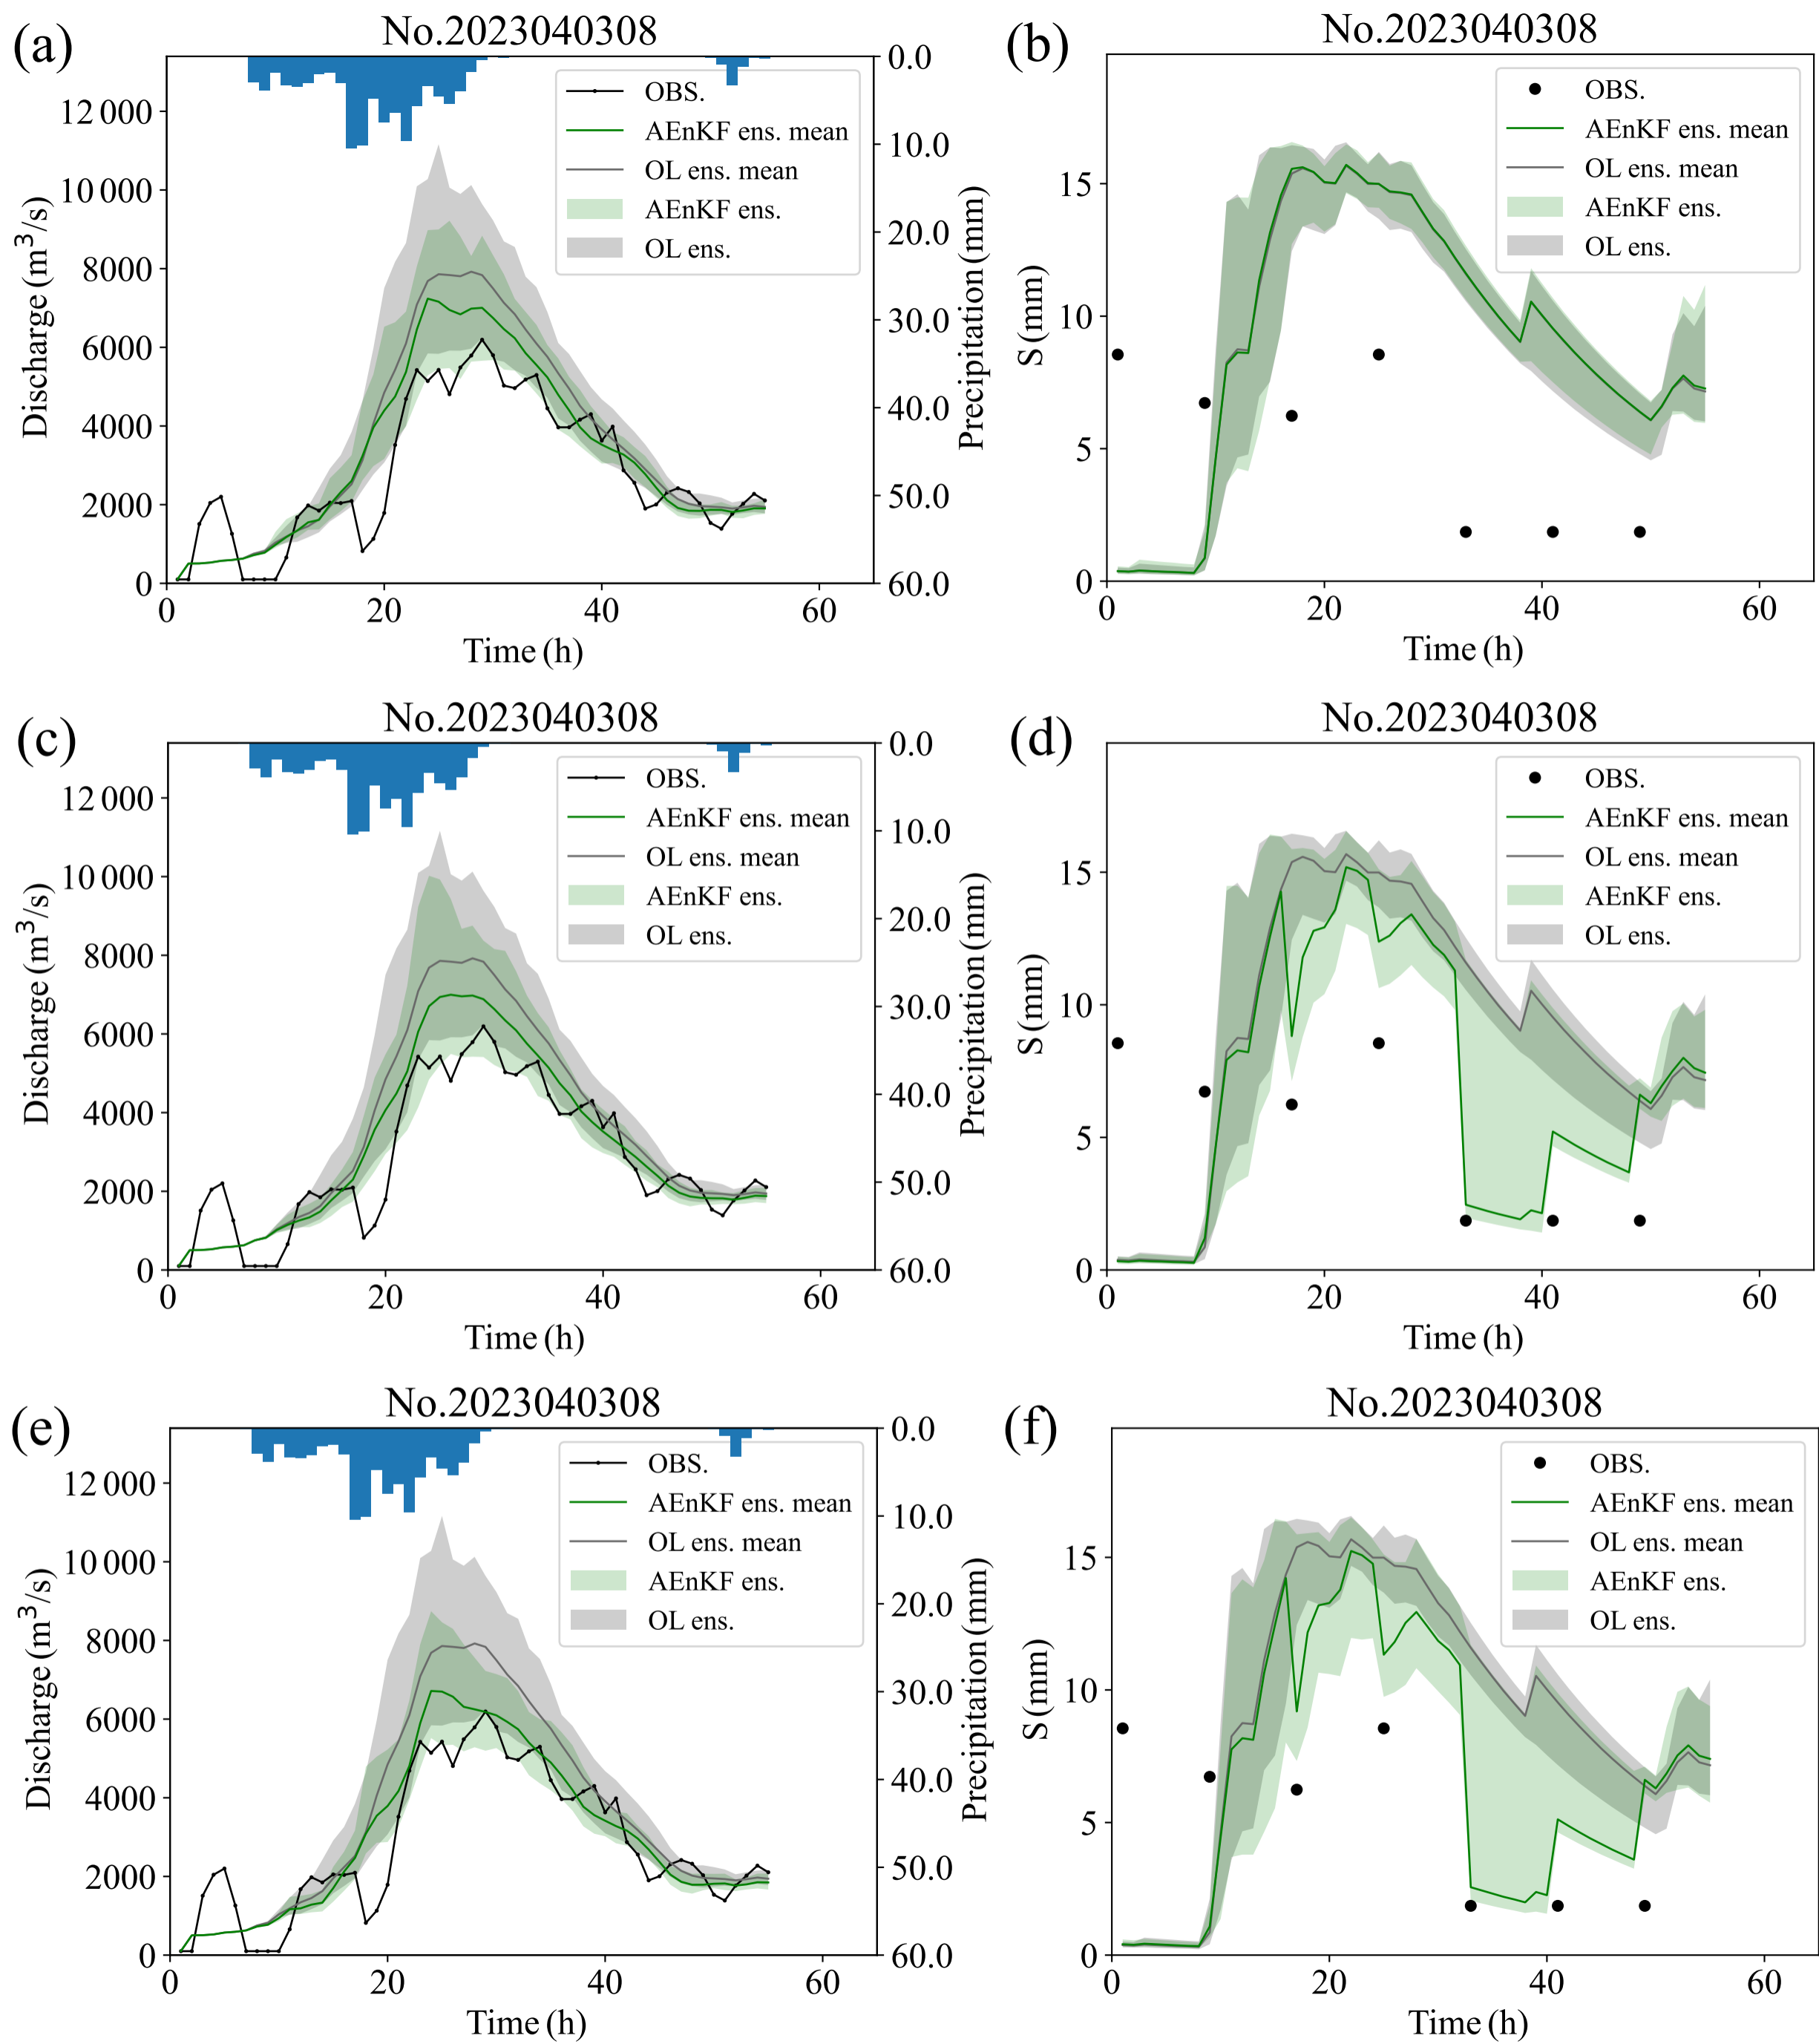 (a)
No.2023040308
Discharge (m³/s)
12 000
10 000
8000
6000
4000
2000
0
0.0
10.0
20.0
30.0
40.0
50.0
60.0
Precipitation (mm)
OBS.
AEnKF ens. mean
OL ens. mean
AEnKF ens.
OL ens.
0 20 40 60
Time (h)
(b)
No.2023040308
S (mm)
15
10
5
0
OBS.
AEnKF ens. mean
OL ens. mean
AEnKF ens.
OL ens.
0 20 40 60
Time (h)
(c)
No.2023040308
Discharge (m³/s)
12 000
10 000
8000
6000
4000
2000
0
0.0
10.0
20.0
30.0
40.0
50.0
60.0
Precipitation (mm)
OBS.
AEnKF ens. mean
OL ens. mean
AEnKF ens.
OL ens.
0 20 40 60
Time (h)
(d)
No.2023040308
S (mm)
15
10
5
0
OBS.
AEnKF ens. mean
OL ens. mean
AEnKF ens.
OL ens.
0 20 40 60
Time (h)
(e)
No.2023040308
Discharge (m³/s)
12 000
10 000
8000
6000
4000
2000
0
0.0
10.0
20.0
30.0
40.0
50.0
60.0
Precipitation (mm)
OBS.
AEnKF ens. mean
OL ens. mean
AEnKF ens.
OL ens.
0 20 40 60
Time (h)
(f)
No.2023040308
S (mm)
15
10
5
0
OBS.
AEnKF ens. mean
OL ens. mean
AEnKF ens.
OL ens.
0 20 40 60
Time (h)